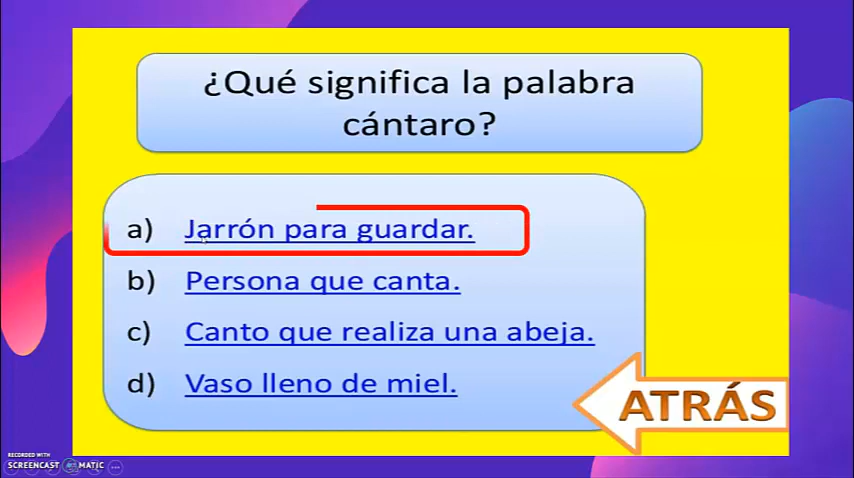 ¿Qué significa la palabra
cántaro?
a) Jarrón para guardar.
b) Persona que canta.
c) Canto que realiza una abeja.
d) Vaso lleno de miel.
ATRÁS
RECORDED WITH
SCREENCAST MATIC